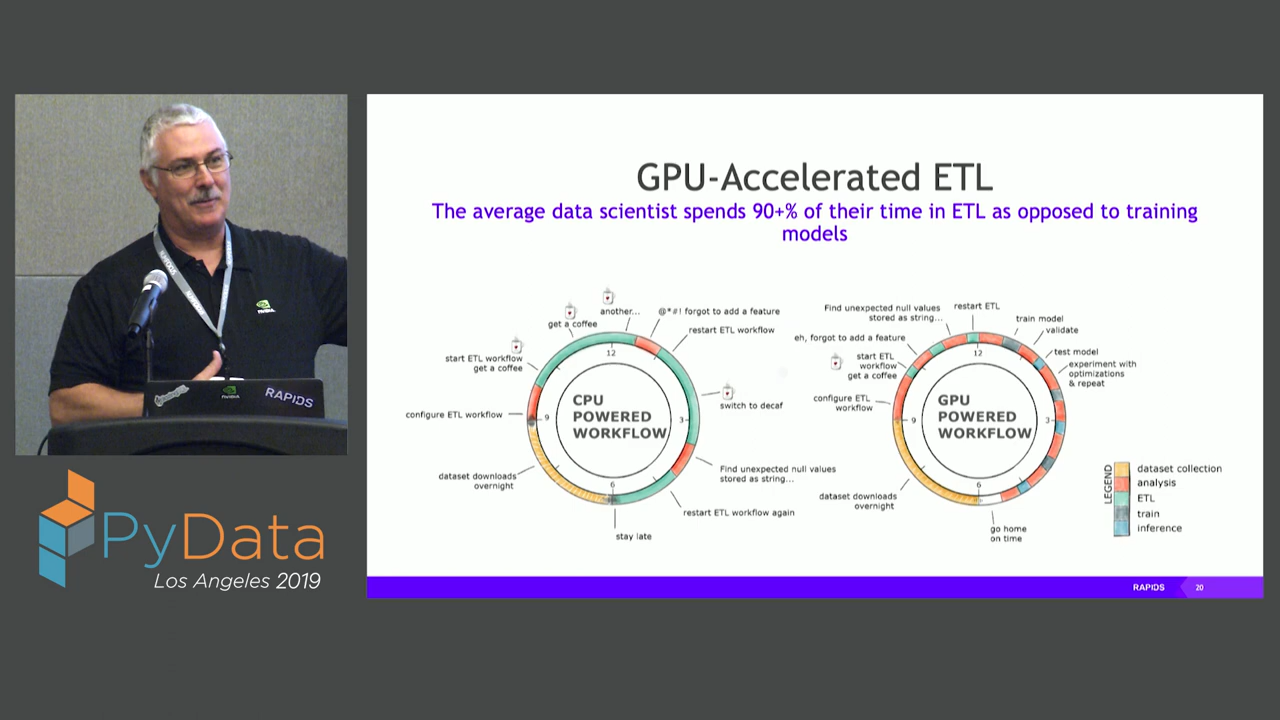 GPU-Accelerated ETL
The average data scientist spends 90+% of their time in ETL as opposed to training
models
another...
get a coffee
@*#! forgot to add a feature
restart ETL workflow
12
start ETL workflow
get a coffee
configure ETL workflow
9
CPU
POWERED
WORKFLOW
3
switch to decaf
dataset downloads
overnight
6
Find unexpected null values
stored as string...
restart ETL workflow again
stay late
Find unexpected null values
stored as string...
restart ETL
train model
validate
eh, forgot to add a feature
12
test model
start ETL
workflow
get a coffee
experiment with
optimizations
& repeat
configure ETL
workflow
9
GPU
POWERED
WORKFLOW
3
dataset downloads
overnight
6
go home
on time
LEGEND
dataset collection
analysis
ETL
train
inference
RAPIDS
20
NVIDIA
NVIDIA
RAPIDS
PyData
Los Angeles 2019